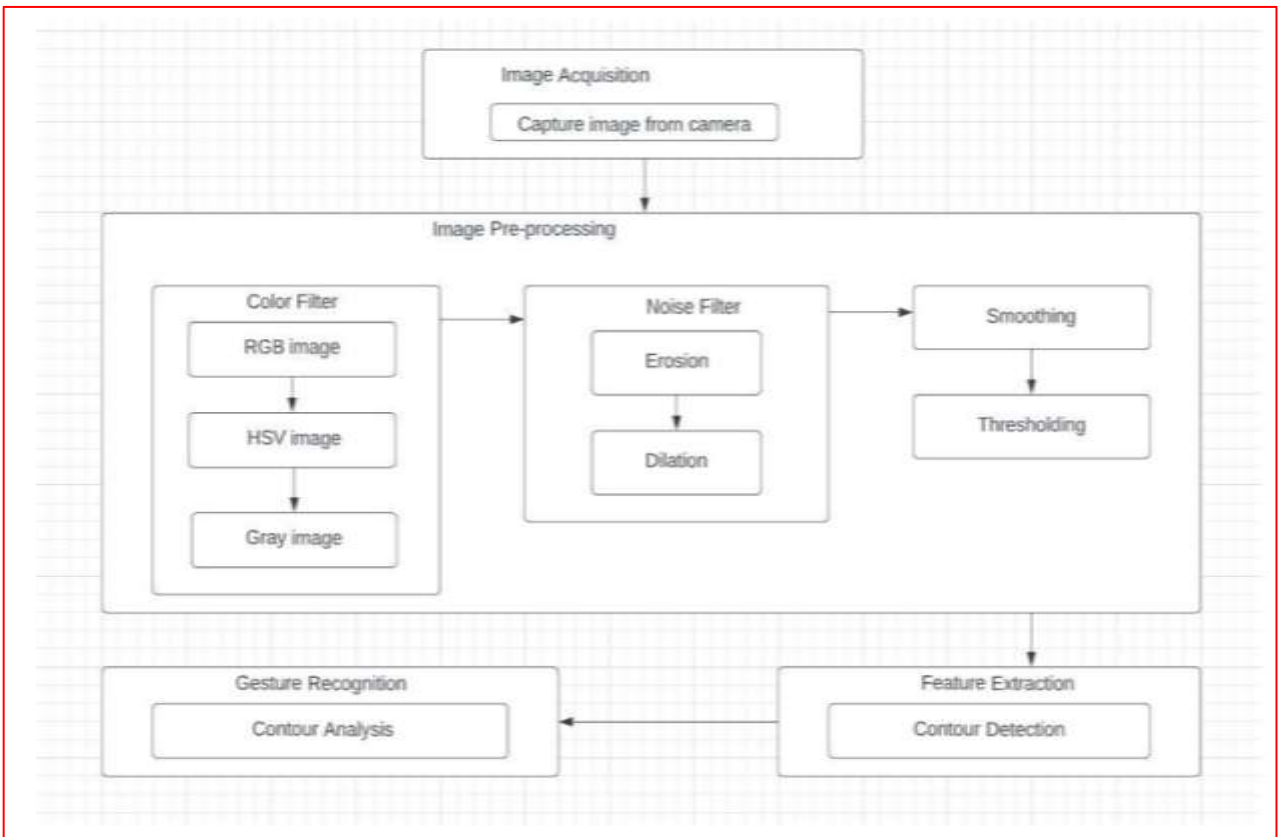 Image Acquisition
Capture image from camera
Image Pre-processing
Color Filter
RGB image
HSV image
Gray image
Noise Filter
Erosion
Dilation
Smoothing
Thresholding
Feature Extraction
Contour Detection
Gesture Recognition
Contour Analysis